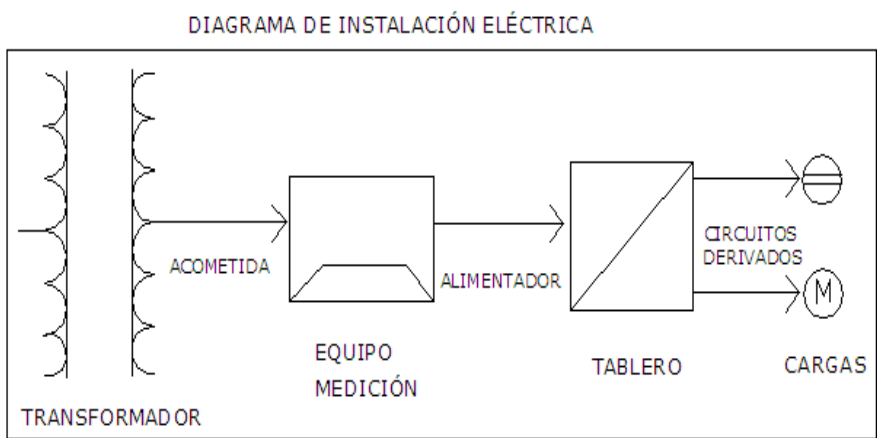 DIAGRAMA DE INSTALACIÓN ELÉCTRICA
ACOMETIDA
ALIMENTADOR
CIRCUITOS
DERIVADOS
M
EQUIPO
MEDICIÓN
TABLERO
CARGAS
TRANSFORMADOR